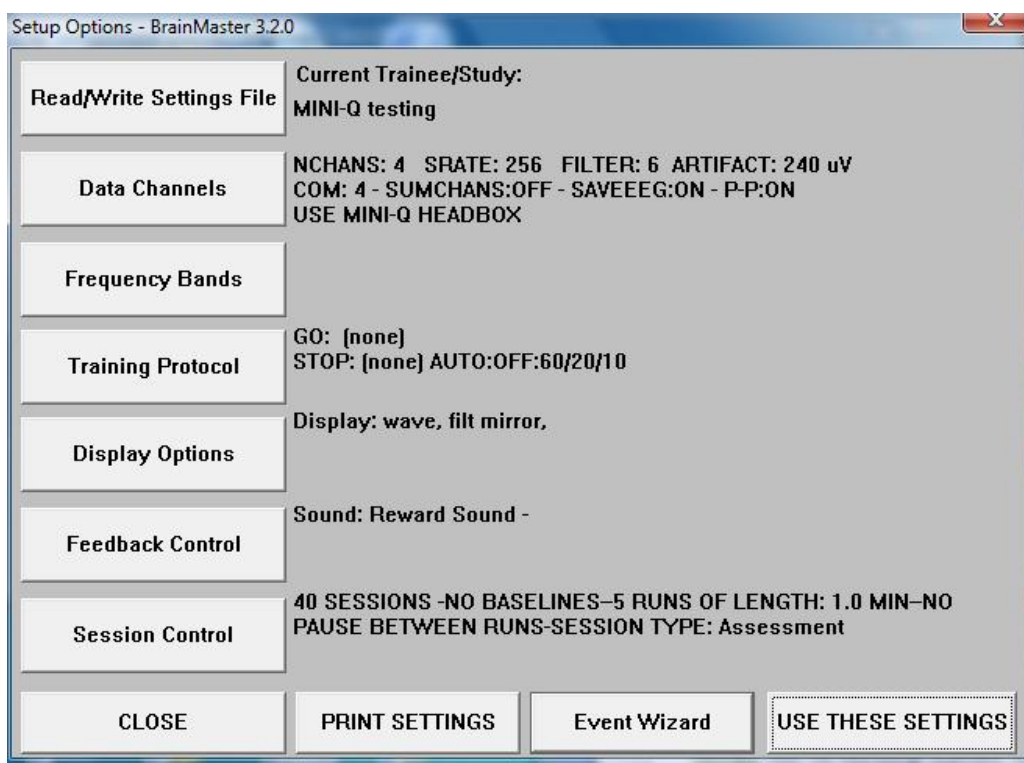 Setup Options - BrainMaster 3.2.0
X
Read/Write Settings File
Current Trainee/Study:
MINI-Q testing
Data Channels
NCHANS: 4 SRATE: 256 FILTER: 6 ARTIFACT: 240 uV
COM: 4 - SUMCHANS:OFF - SAVEEEG:ON - P-P:ON
USE MINI-Q HEADBOX
Frequency Bands
Training Protocol
GO: (none)
STOP: (none) AUTO:OFF:60/20/10
Display Options
Display: wave, filt mirror,
Feedback Control
Sound: Reward Sound -
Session Control
40 SESSIONS -NO BASELINES--5 RUNS OF LENGTH: 1.0 MIN--NO
PAUSE BETWEEN RUNS-SESSION TYPE: Assessment
CLOSE
PRINT SETTINGS
Event Wizard
USE THESE SETTINGS